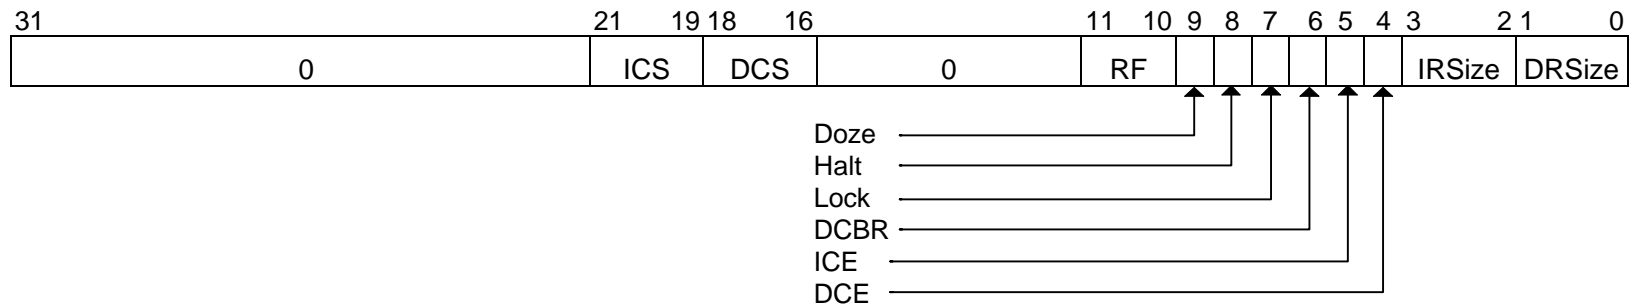 31 21 19 18 16 11 10 9 8 7 6 5 4 3 2 1 0
0 ICS DCS 0 RF IRSize DRSize
Doze
Halt
Lock
DCBR
ICE
DCE